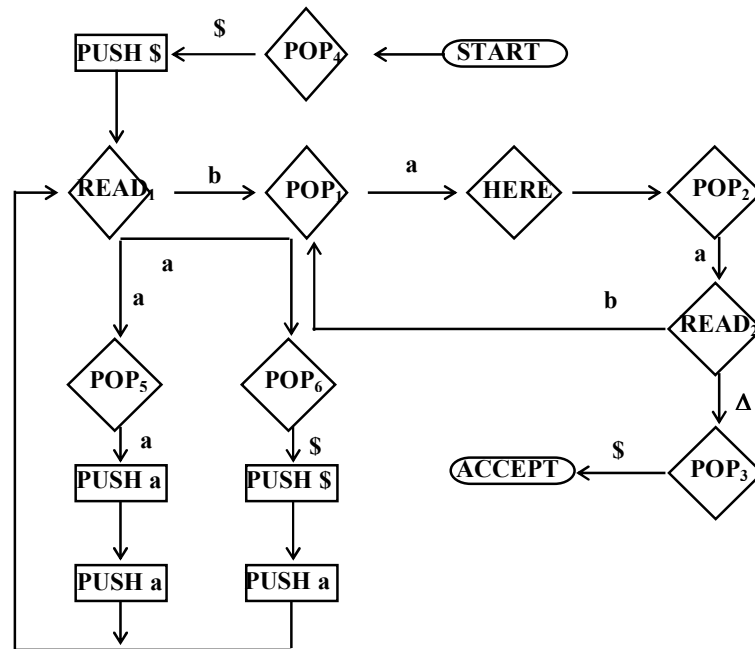 $
PUSH $ POP₄ START
READ₁ b POP₁ a HERE POP₂
a
a
a
b READ₂
POP₅ POP₆
Δ
a $
PUSH a PUSH $ ACCEPT $ POP₃
PUSH a PUSH a